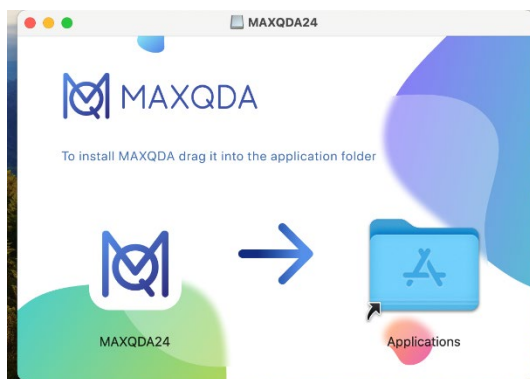 MAXQDA24
MAXQDA
To install MAXQDA drag it into the application folder
MAXQDA24
Applications